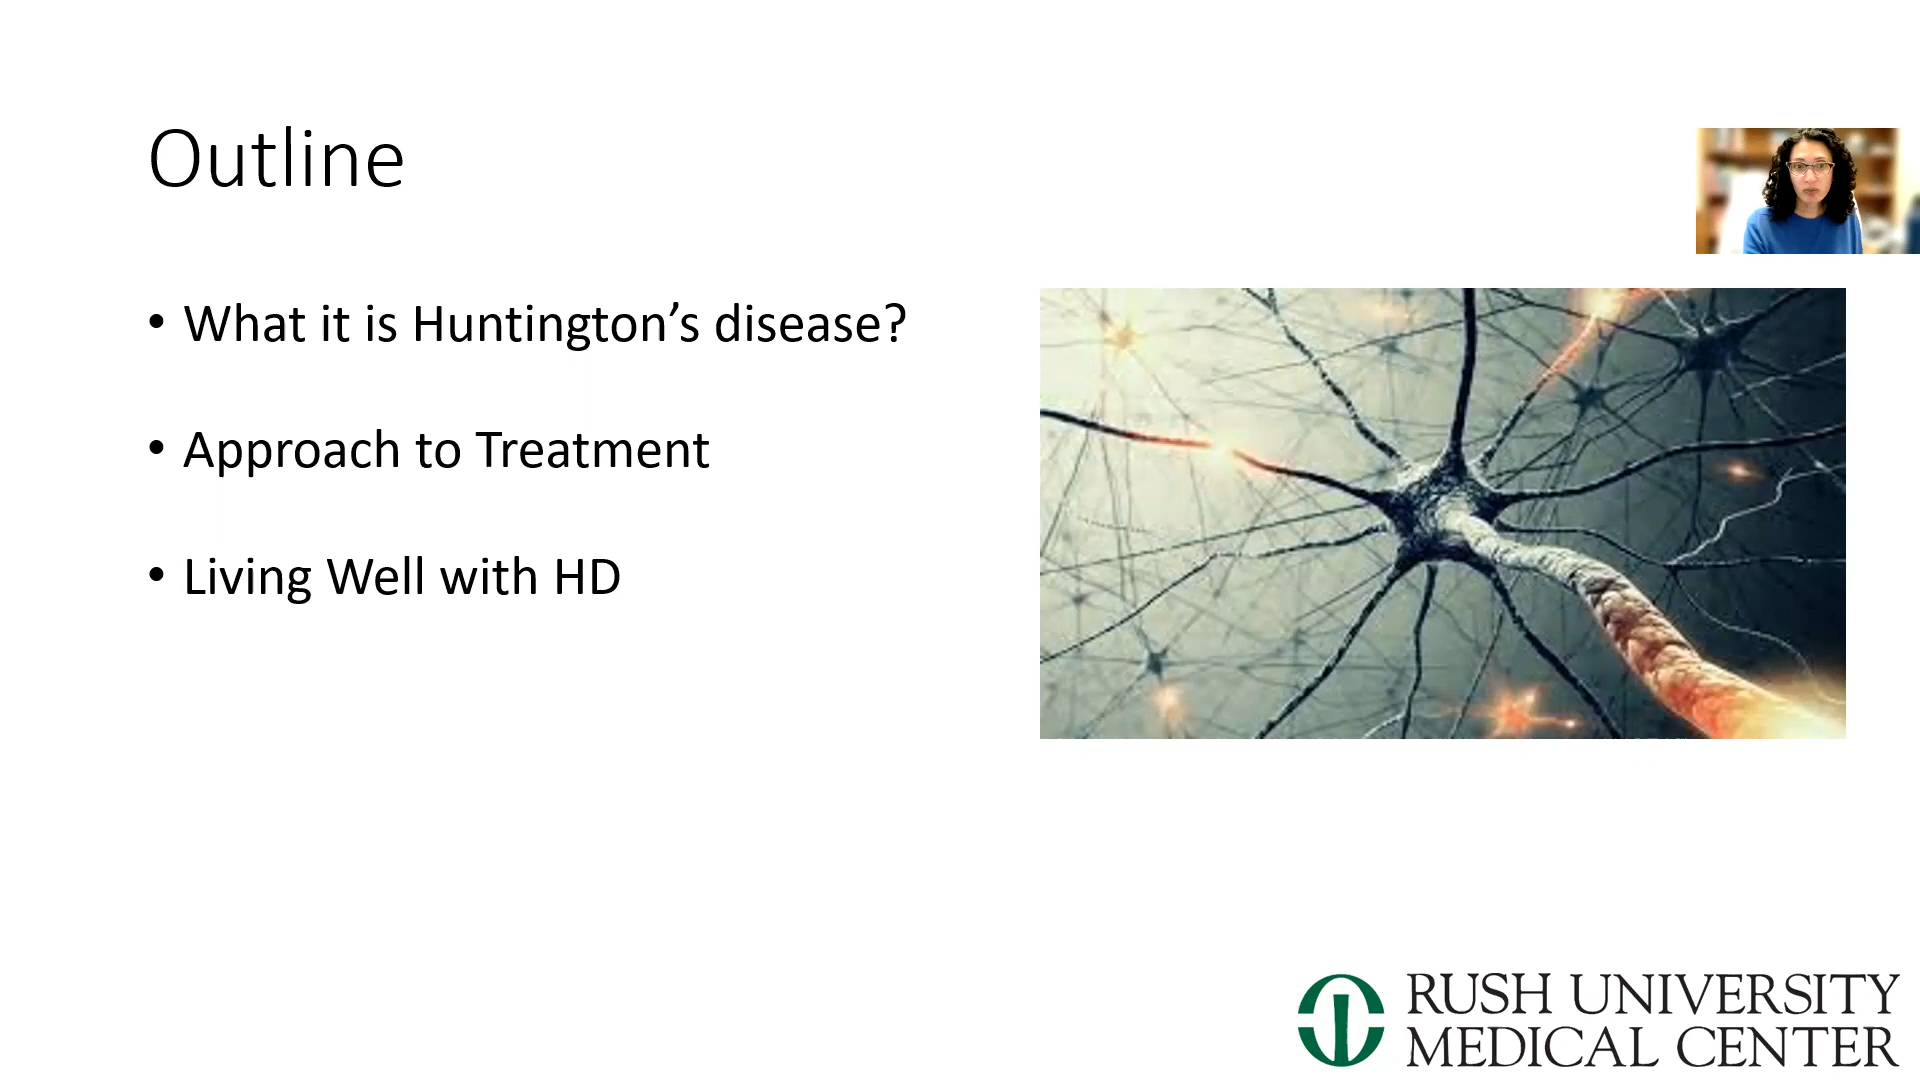 Outline
• What it is Huntington’s disease?
• Approach to Treatment
• Living Well with HD
RUSH UNIVERSITY
MEDICAL CENTER